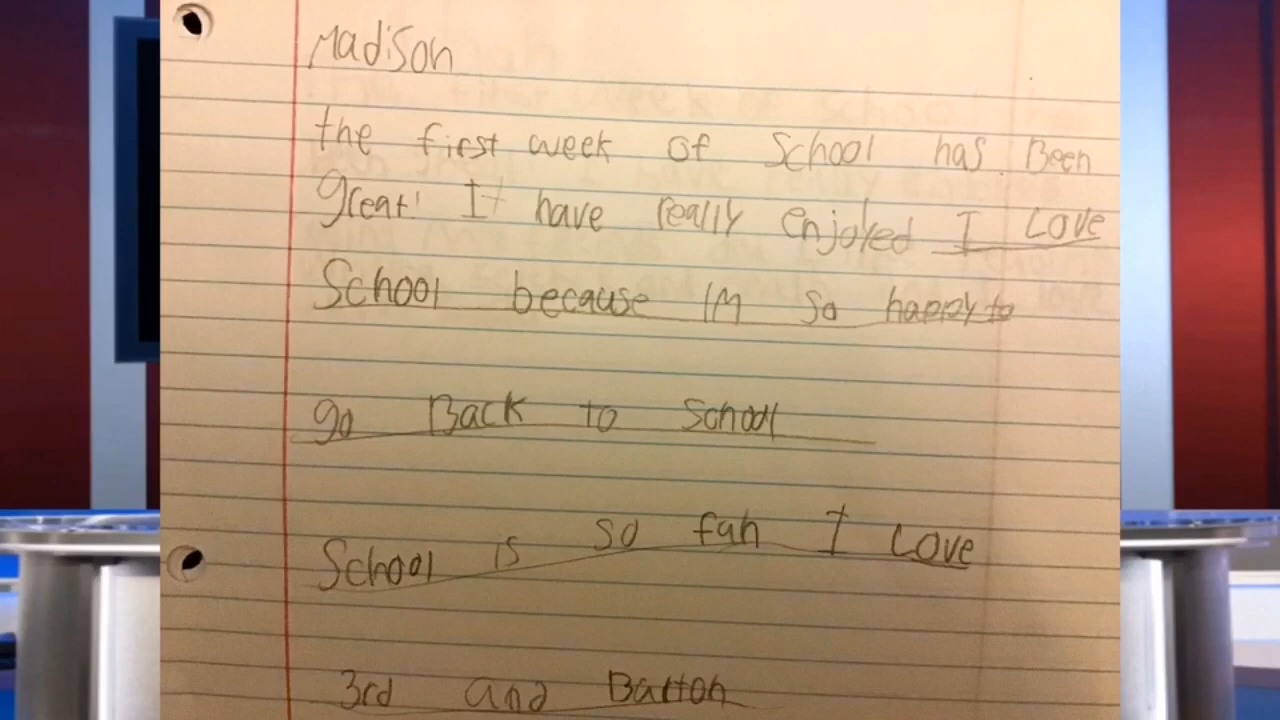 Madison
the first week of School has Been
great! It have really enjoyed I Love
School because IM so happy to
go Back to School
School is so fun I Love
3rd and Barton